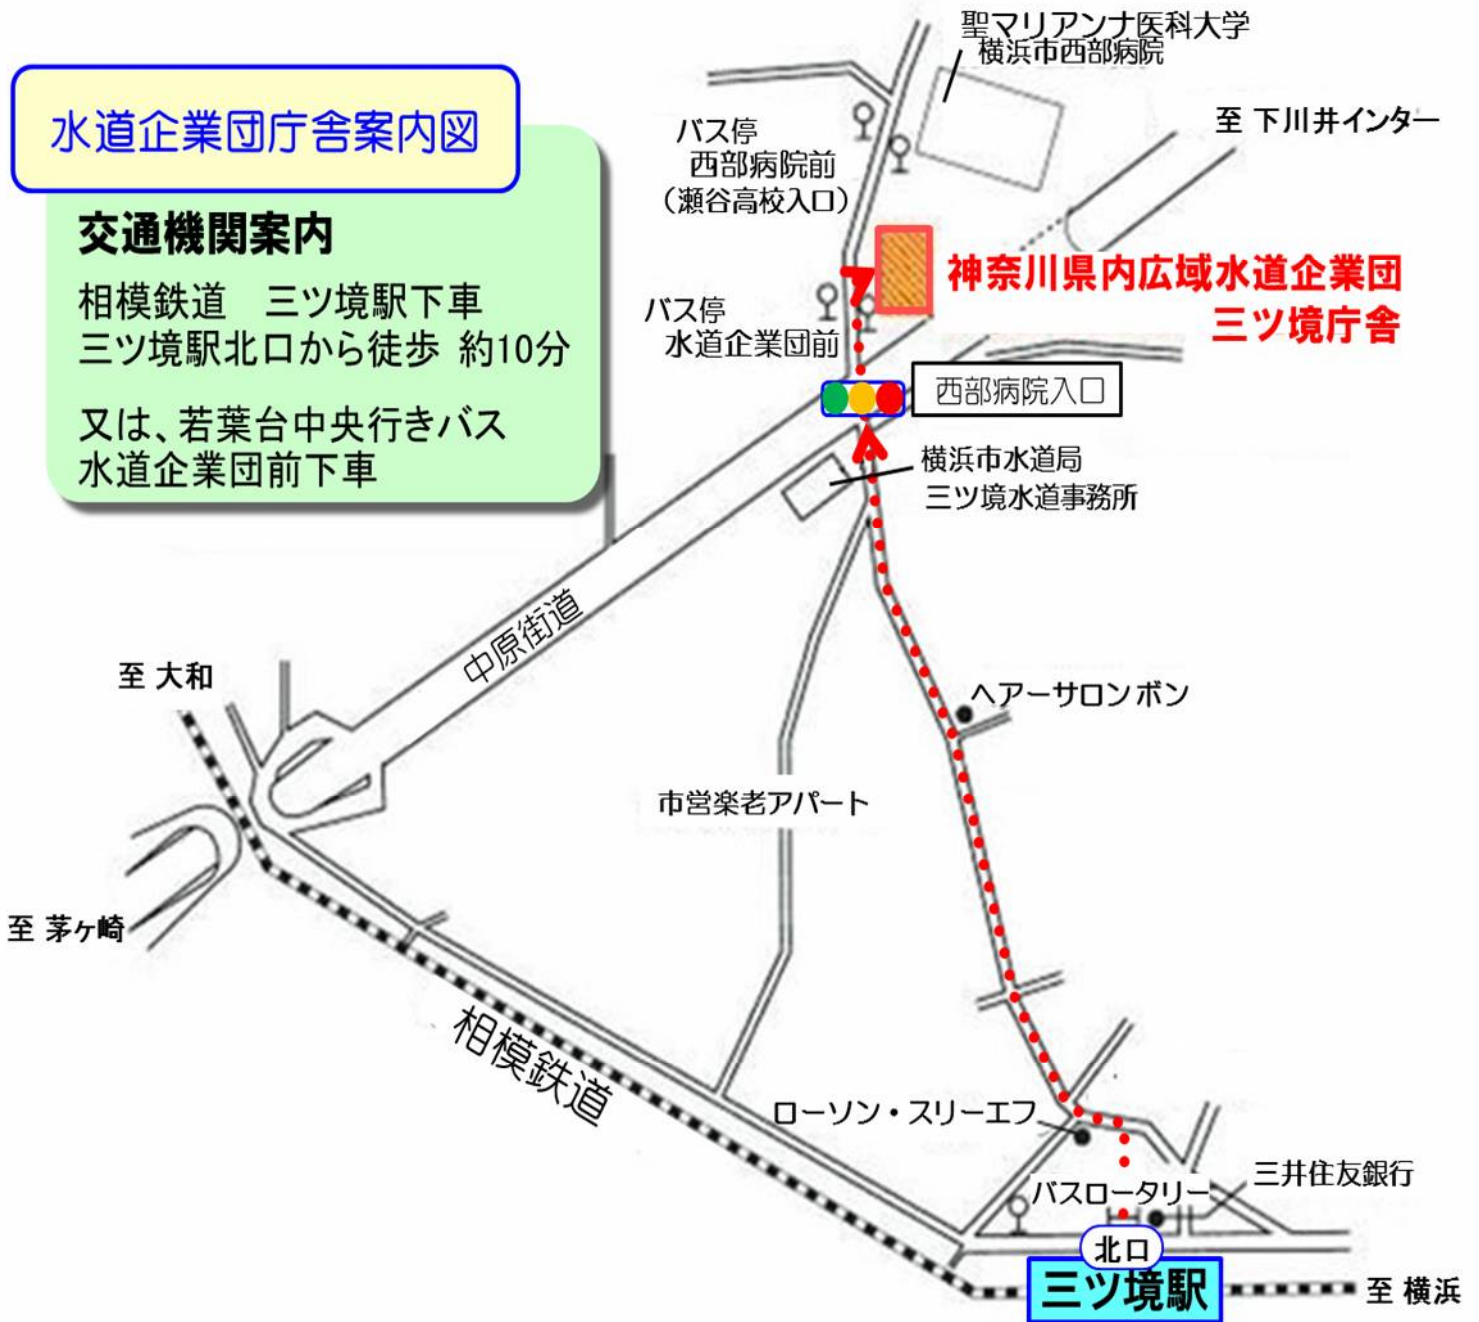 聖マリアンナ医科大学
横浜市西部病院
水道企業団庁舎案内図
至 下川井インター
バス停
西部病院前
(瀬谷高校入口)
交通機関案内
相模鉄道 三ツ境駅下車
三ツ境駅北口から徒歩 約10分
又は、若葉台中央行きバス
水道企業団前下車
神奈川県内広域水道企業団
三ツ境庁舎
バス停
水道企業団前
西部病院入口
横浜市水道局
三ツ境水道事務所
中原街道
至 大和
ヘアーサロン ボン
市営楽老アパート
至 茅ヶ崎
相模鉄道
ローソン・スリーエフ
バスロータリー
三井住友銀行
北口
三ツ境駅
至 横浜